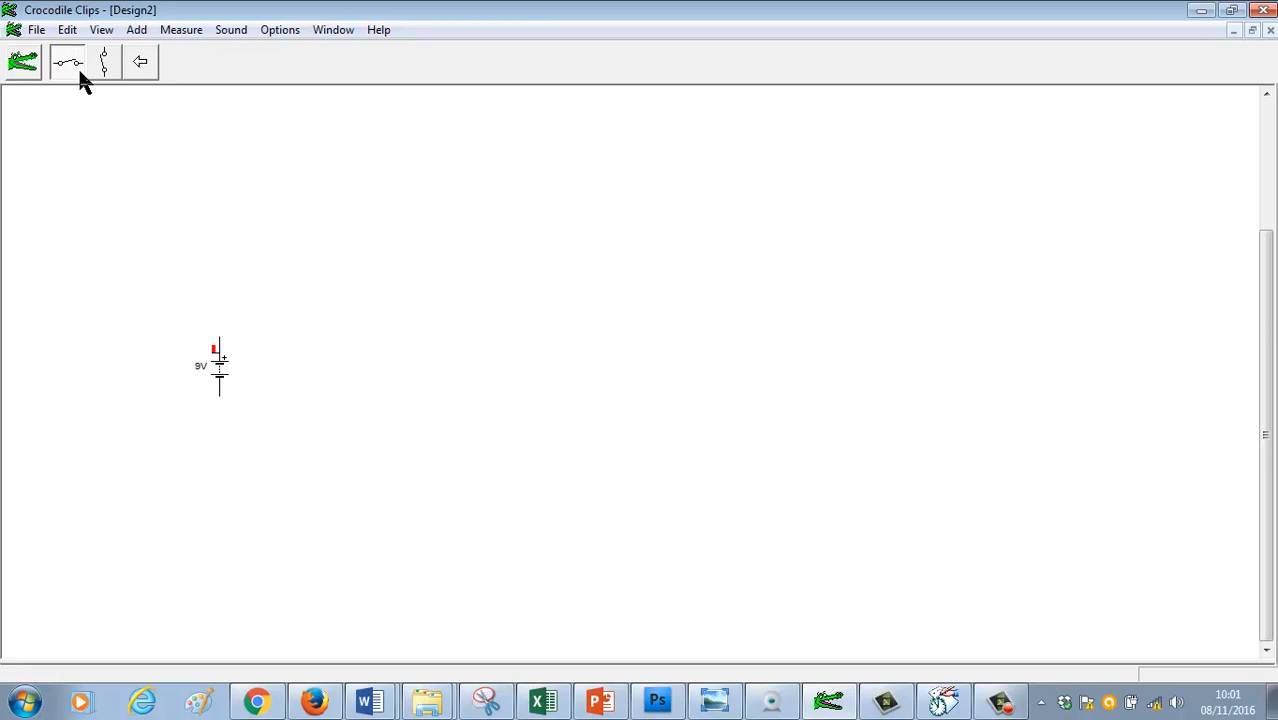 Crocodile Clips - [Design2]
File Edit View Add Measure Sound Options Window Help
9V
+
10:01
08/11/2016